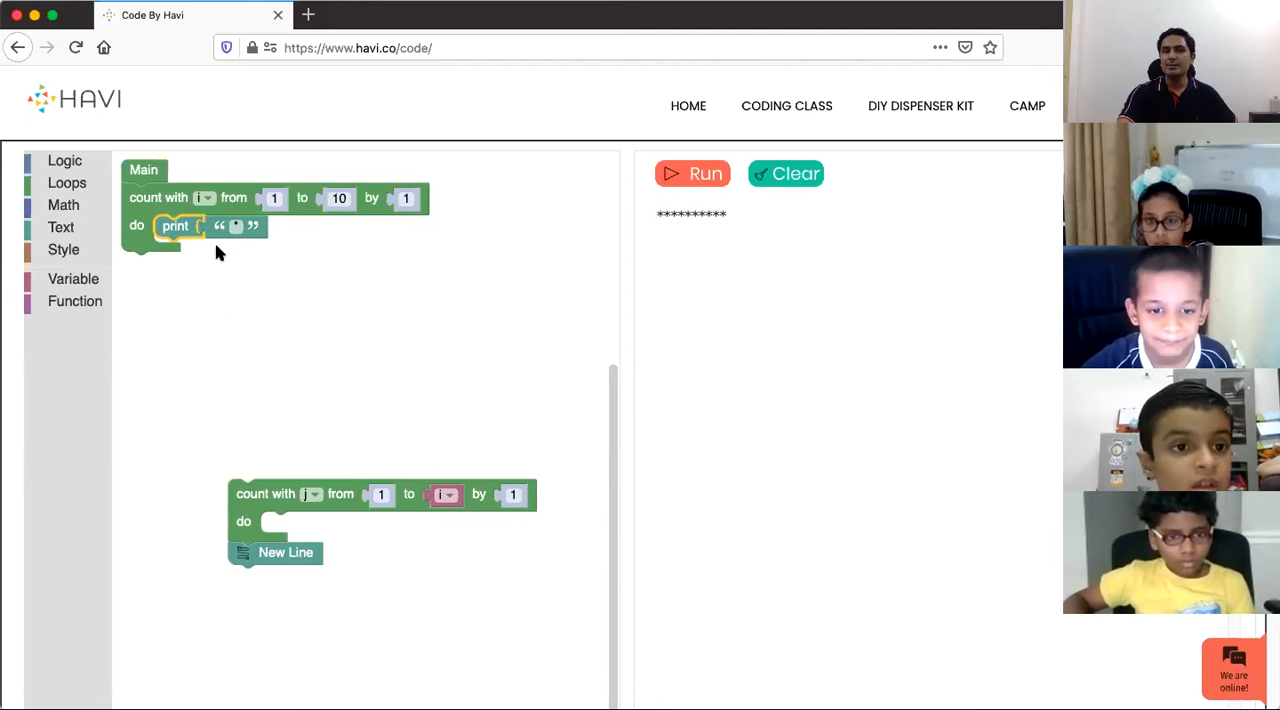 Code By Havi
https://www.havi.co/code/
HAVI
HOME
CODING CLASS
DIY DISPENSER KIT
CAMP
Logic
Loops
Math
Text
Style
Variable
Function
Main
count with i from 1 to 10 by 1
do print “ * ”
count with j from 1 to i by 1
do
New Line
Run
Clear
**********
We are
online!